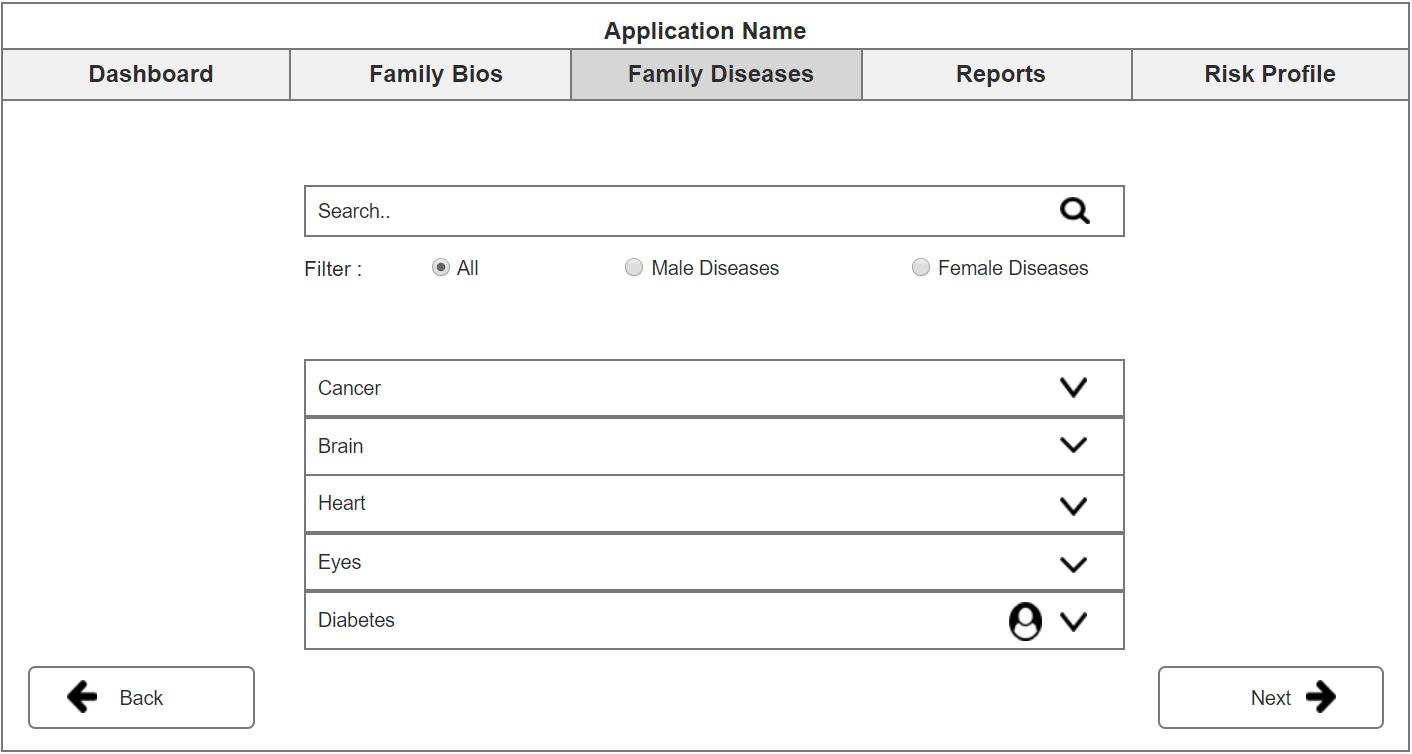 Application Name
Dashboard Family Bios Family Diseases Reports Risk Profile
Search..
Filter : All Male Diseases Female Diseases
Cancer
Brain
Heart
Eyes
Diabetes
Back Next